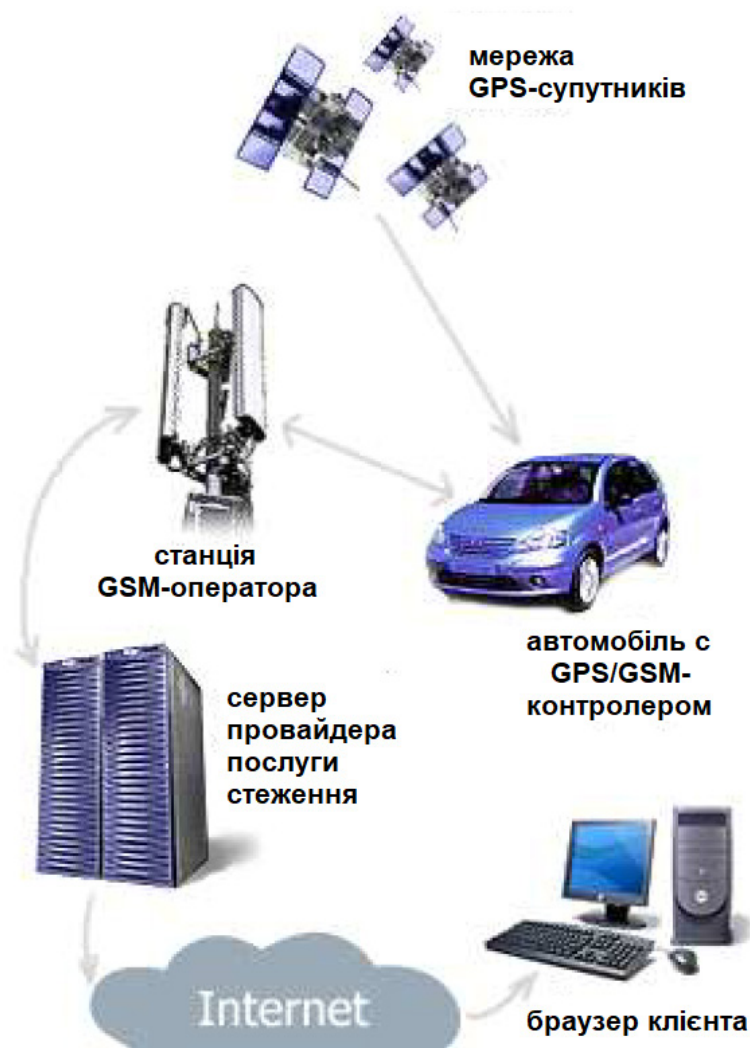 мережа
GPS-супутників
станція
GSM-оператора
автомобіль с
GPS/GSM-
контролером
сервер
провайдера
послуги
стеження
Internet
браузер клієнта